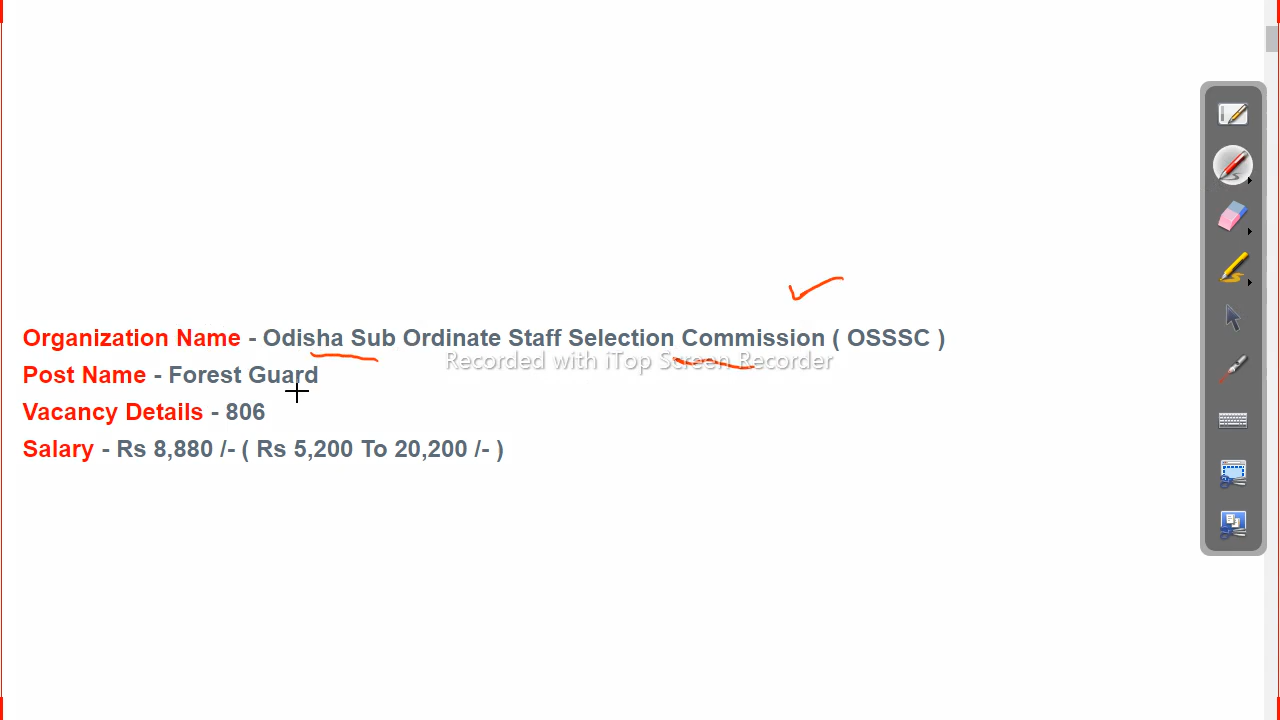 Organization Name - Odisha Sub Ordinate Staff Selection Commission ( OSSSC )
Recorded with iTop Screen Recorder
Post Name - Forest Guard
Vacancy Details - 806
Salary - Rs 8,880 /- ( Rs 5,200 To 20,200 /- )